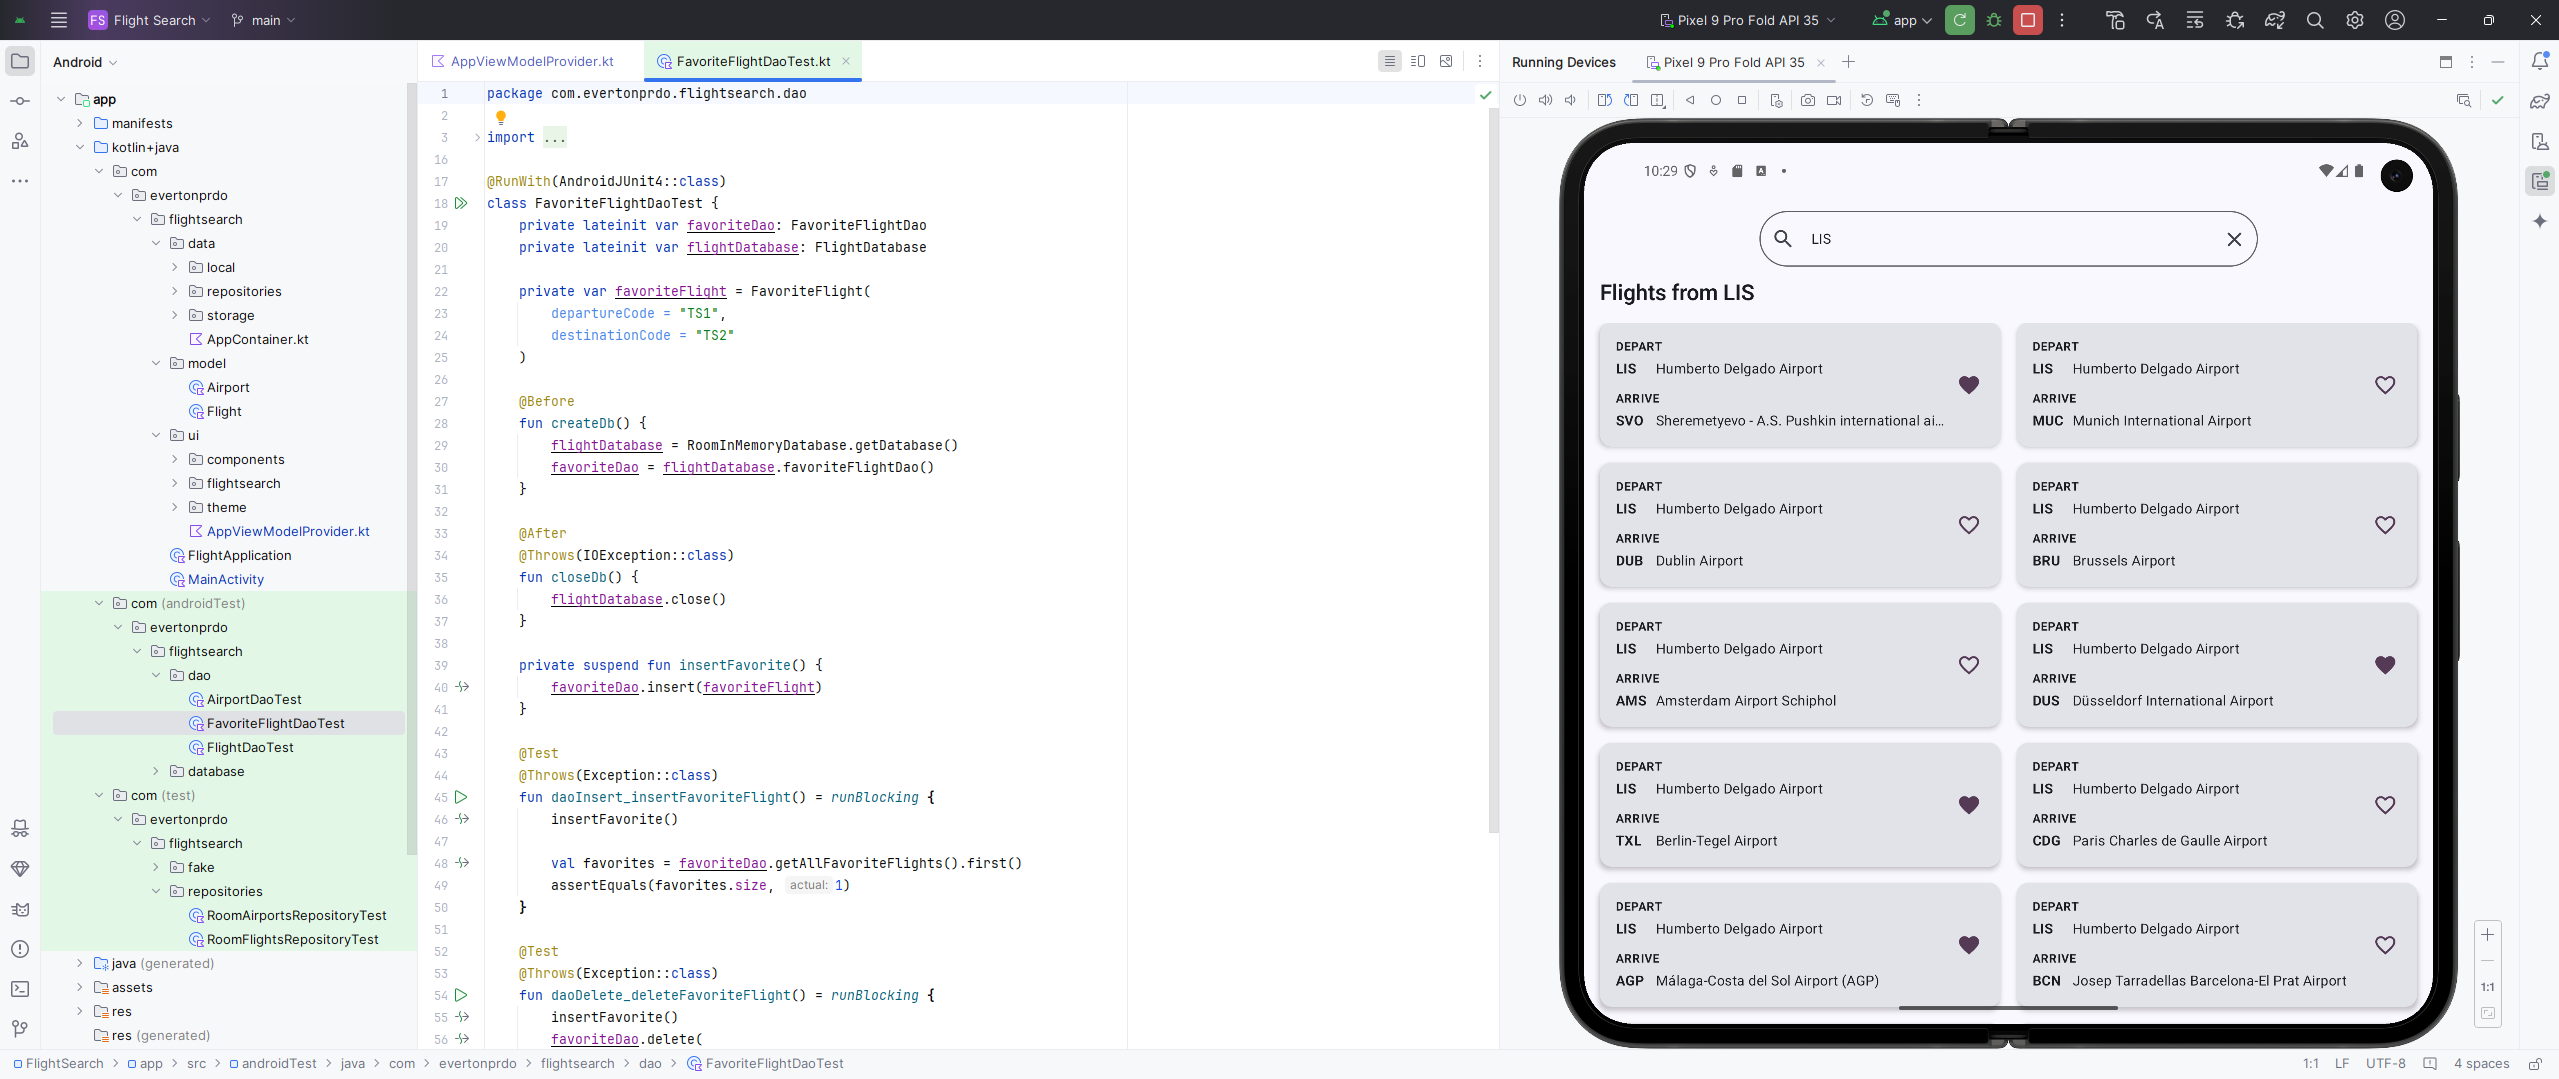 FS Flight Search main Pixel 9 Pro Fold API 35 app
Android
app
manifests
kotlin+java
com
evertonprdo
flightsearch
data
local
repositories
storage
AppContainer.kt
model
Airport
Flight
ui
components
flightsearch
theme
AppViewModelProvider.kt
FlightApplication
MainActivity
com (androidTest)
evertonprdo
flightsearch
dao
AirportDaoTest
FavoriteFlightDaoTest
FlightDaoTest
database
com (test)
evertonprdo
flightsearch
fake
repositories
RoomAirportsRepositoryTest
RoomFlightsRepositoryTest
java (generated)
assets
res
res (generated)
AppViewModelProvider.kt FavoriteFlightDaoTest.kt
1 package com.evertonprdo.flightsearch.dao
2
3 import ...
16
17 @RunWith(AndroidJUnit4::class)
18 class FavoriteFlightDaoTest {
19 private lateinit var favoriteDao: FavoriteFlightDao
20 private lateinit var flightDatabase: FlightDatabase
21
22 private var favoriteFlight = FavoriteFlight(
23 departureCode = "TS1",
24 destinationCode = "TS2"
25 )
26
27 @Before
28 fun createDb() {
29 flightDatabase = RoomInMemoryDatabase.getDatabase()
30 favoriteDao = flightDatabase.favoriteFlightDao()
31 }
32
33 @After
34 @Throws(IOException::class)
35 fun closeDb() {
36 flightDatabase.close()
37 }
38
39 private suspend fun insertFavorite() {
40 favoriteDao.insert(favoriteFlight)
41 }
42
43 @Test
44 @Throws(Exception::class)
45 fun daoInsert_insertFavoriteFlight() = runBlocking {
46 insertFavorite()
47
48 val favorites = favoriteDao.getAllFavoriteFlights().first()
49 assertEquals(favorites.size, actual: 1)
50 }
51
52 @Test
53 @Throws(Exception::class)
54 fun daoDelete_deleteFavoriteFlight() = runBlocking {
55 insertFavorite()
56 favoriteDao.delete(
Running Devices Pixel 9 Pro Fold API 35
10:29
LIS
Flights from LIS
DEPART
LIS Humberto Delgado Airport
ARRIVE
SVO Sheremetyevo - A.S. Pushkin international ai...
DEPART
LIS Humberto Delgado Airport
ARRIVE
MUC Munich International Airport
DEPART
LIS Humberto Delgado Airport
ARRIVE
DUB Dublin Airport
DEPART
LIS Humberto Delgado Airport
ARRIVE
BRU Brussels Airport
DEPART
LIS Humberto Delgado Airport
ARRIVE
AMS Amsterdam Airport Schiphol
DEPART
LIS Humberto Delgado Airport
ARRIVE
DUS Düsseldorf International Airport
DEPART
LIS Humberto Delgado Airport
ARRIVE
TXL Berlin-Tegel Airport
DEPART
LIS Humberto Delgado Airport
ARRIVE
CDG Paris Charles de Gaulle Airport
DEPART
LIS Humberto Delgado Airport
ARRIVE
AGP Málaga-Costa del Sol Airport (AGP)
DEPART
LIS Humberto Delgado Airport
ARRIVE
BCN Josep Tarradellas Barcelona-El Prat Airport
1:1
FlightSearch > app > src > androidTest > java > com > evertonprdo > flightsearch > dao > FavoriteFlightDaoTest
1:1 LF UTF-8 4 spaces